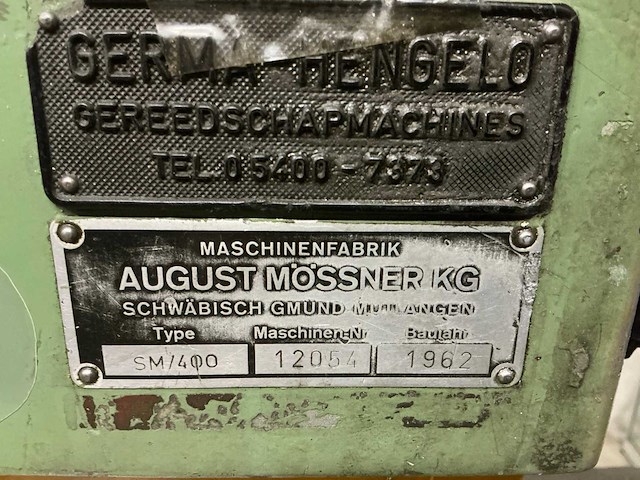 GERMA-HENGELO
GEREEDSCHAPMACHINES
TEL. 05400-7373
MASCHINENFABRIK
AUGUST MÖSSNER KG
SCHWÄBISCH GMÜND MUTLANGEN
Type Maschinen-Nr Baujahr
SM/400 12054 1962